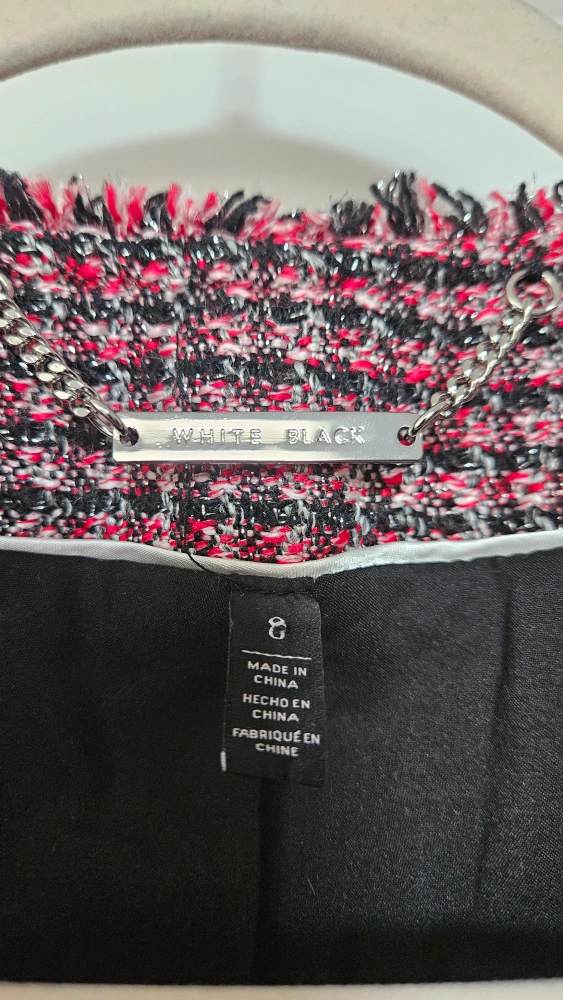 WHITE BLACK
8
MADE IN
CHINA
HECHO EN
CHINA
FABRIQUÉ EN
CHINE